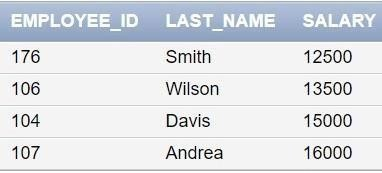 EMPLOYEE_ID LAST_NAME SALARY
176 Smith 12500
106 Wilson 13500
104 Davis 15000
107 Andrea 16000